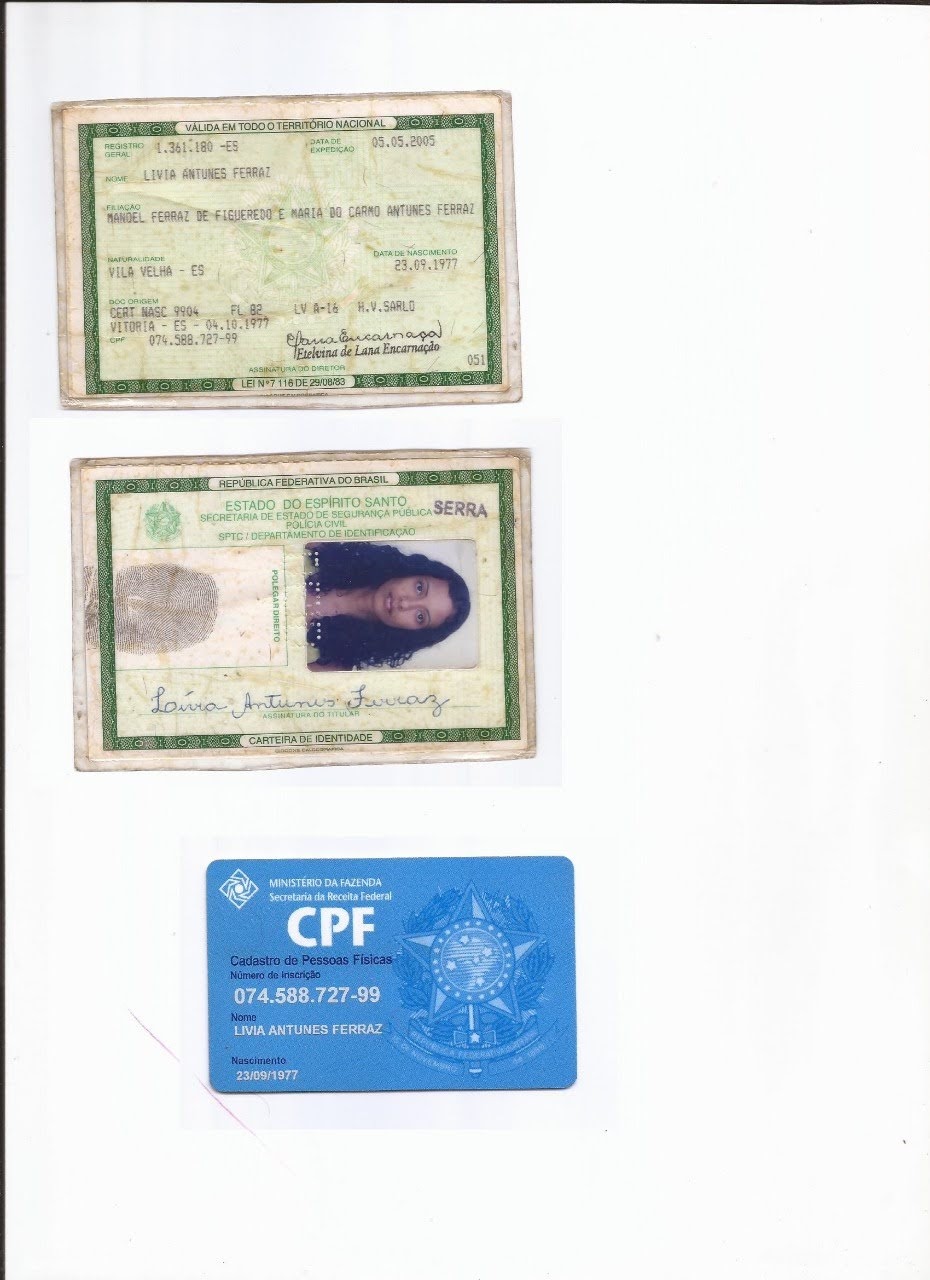 VÁLIDA EM TODO O TERRITÓRIO NACIONAL
REGISTRO GERAL 1.361.180 -ES DATA DE EXPEDIÇÃO 05.05.2005
NOME LIVIA ANTUNES FERRAZ
FILIAÇÃO
MANOEL FERRAZ DE FIGUEREDO E MARIA DO CARMO ANTUNES FERRAZ
NATURALIDADE DATA DE NASCIMENTO
VILA VELHA - ES 23.09.1977
DOC ORIGEM
CERT NASC 9904 FL 82 LV A-16 H.V.SARLO
VITORIA - ES - 04.10.1977
CPF 074.588.727-99
Etelvina de Lana Encarnação
051
ASSINATURA DO DIRETOR
LEI Nº 7.116 DE 29/08/83
REPÚBLICA FEDERATIVA DO BRASIL
ESTADO DO ESPÍRITO SANTO
SERRA
SECRETARIA DE ESTADO DE SEGURANÇA PÚBLICA
POLÍCIA CIVIL
SPTC / DEPARTAMENTO DE IDENTIFICAÇÃO
POLEGAR DIREITO
Lívia Antunes Ferraz
ASSINATURA DO TITULAR
CARTEIRA DE IDENTIDADE
MINISTÉRIO DA FAZENDA
Secretaria da Receita Federal
CPF
Cadastro de Pessoas Físicas
Número de Inscrição
074.588.727-99
Nome
LIVIA ANTUNES FERRAZ
Nascimento
23/09/1977